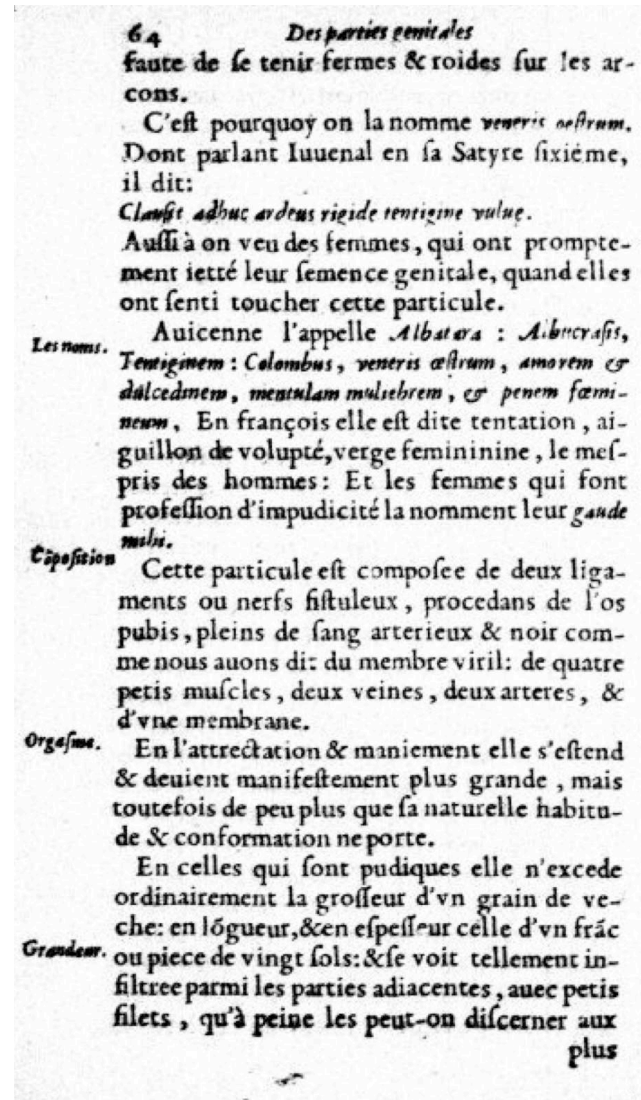 64 Des parties genitales
faute de ſe tenir fermes & roides ſur les ar-
cons.
C'eſt pourquoy on la nomme veneris oeſtrum.
Dont parlant Iuuenal en ſa Satyre ſixiéme,
il dit:
Clauſit adhuc ardens rigide tentigine vulue.
Auſſi à on veu des femmes, qui ont prompte-
ment ietté leur ſemence genitale, quand elles
ont ſenti toucher cette particule.
Les noms.
Auicenne l'appelle Albatara : Albucraſis,
Tentiginem : Colombus, veneris œſtrum, amorem &
dulcedinem, mentulam muliebrem, & penem fœmi-
neum, En françois elle eſt dite tentation, ai-
guillon de volupté, verge femininine, le meſ-
pris des hommes: Et les femmes qui font
profeſſion d'impudicité la nomment leur gaude
mihi.
Cōpoſition
Cette particule eſt compoſee de deux liga-
ments ou nerfs fiſtuleux, procedans de l'os
pubis, pleins de ſang arterieux & noir com-
me nous auons dit du membre viril: de quatre
petis muſcles, deux veines, deux arteres, &
d'vne membrane.
Orgaſme.
En l'attrectation & maniement elle s'eſtend
& deuient manifeſtement plus grande, mais
toutefois de peu plus que ſa naturelle habitu-
de & conformation ne porte.
En celles qui ſont pudiques elle n'excede
ordinairement la groſſeur d'vn grain de ve-
che: en lõgueur, & en eſpeſſeur celle d'vn frãc
Grandeur.
ou piece de vingt ſols: & ſe voit tellement in-
filtree parmi les parties adiacentes, auec petis
filets, qu'à peine les peut-on diſcerner aux
plus